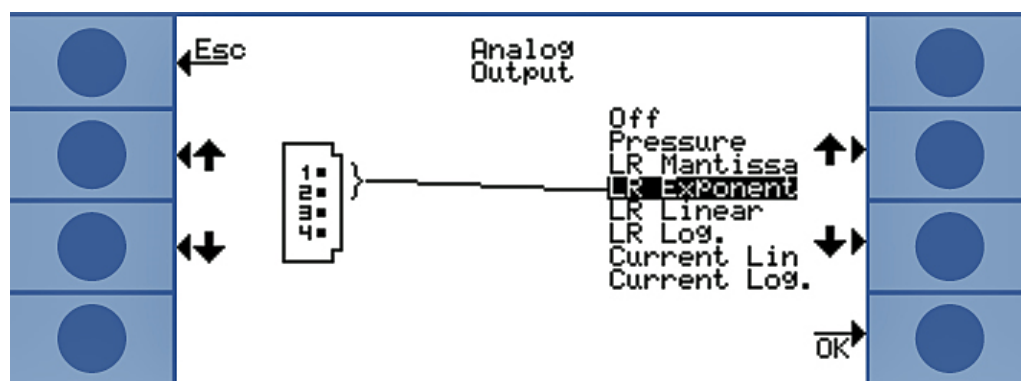 Esc
Analog
Output
Off
Pressure
LR Mantissa
LR Exponent
LR Linear
LR Log.
Current Lin
Current Log.
1
2
3
4
OK